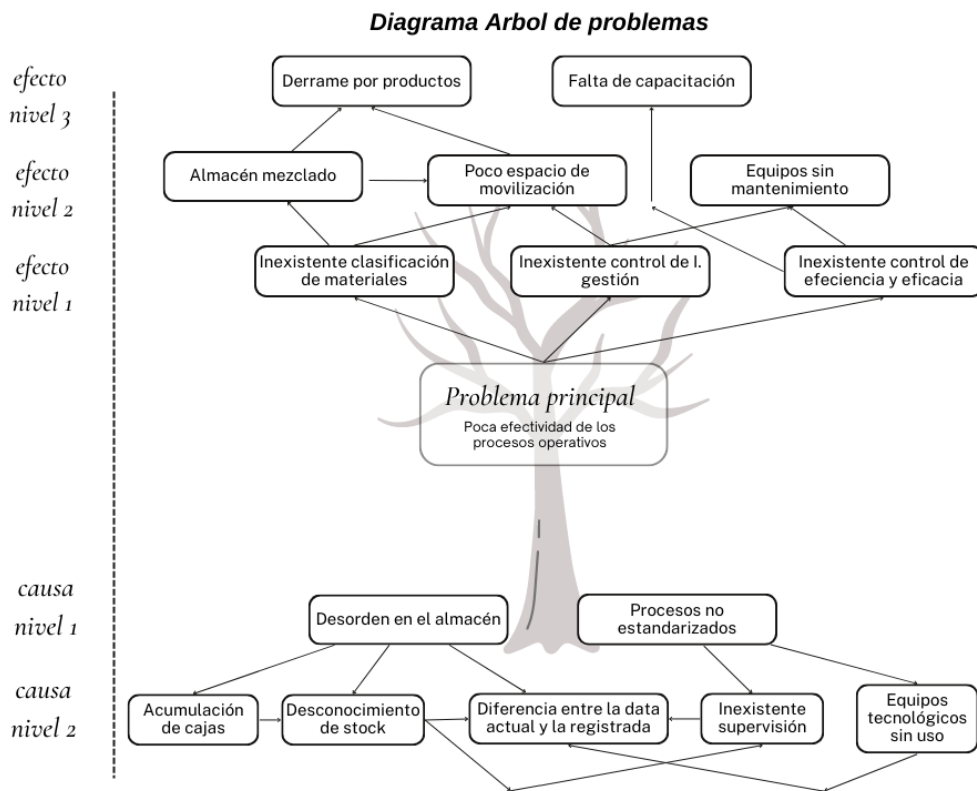 Diagrama Arbol de problemas
efecto
nivel 3
Derrame por productos
Falta de capacitación
efecto
nivel 2
Almacén mezclado
Poco espacio de
movilización
Equipos sin
mantenimiento
efecto
nivel 1
Inexistente clasificación
de materiales
Inexistente control de I.
gestión
Inexistente control de
efeciencia y eficacia
Problema principal
Poca efectividad de los
procesos operativos
causa
nivel 1
Desorden en el almacén
Procesos no
estandarizados
causa
nivel 2
Acumulación
de cajas
Desconocimiento
de stock
Diferencia entre la data
actual y la registrada
Inexistente
supervisión
Equipos
tecnológicos
sin uso